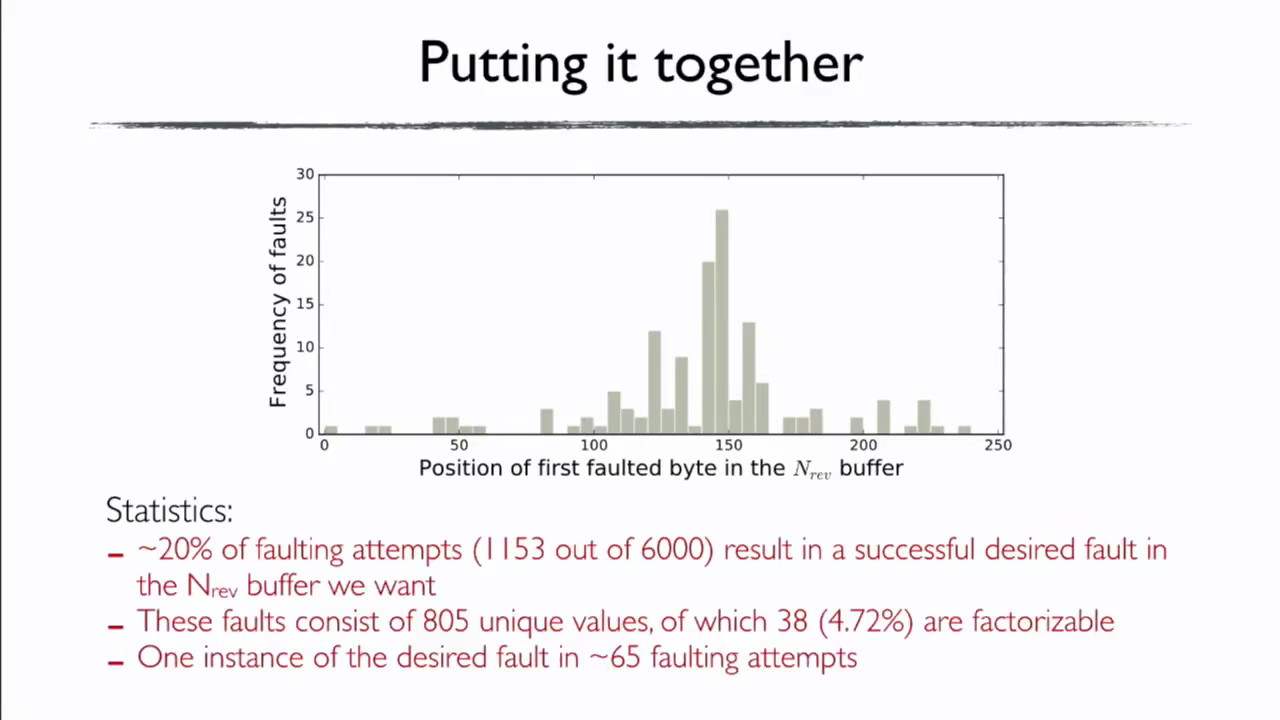 Putting it together
30
25
20
15
10
5
0
Frequency of faults
0 50 100 150 200 250
Position of first faulted byte in the Nrev buffer
Statistics:
– ~20% of faulting attempts (1153 out of 6000) result in a successful desired fault in
the Nrev buffer we want
– These faults consist of 805 unique values, of which 38 (4.72%) are factorizable
– One instance of the desired fault in ~65 faulting attempts